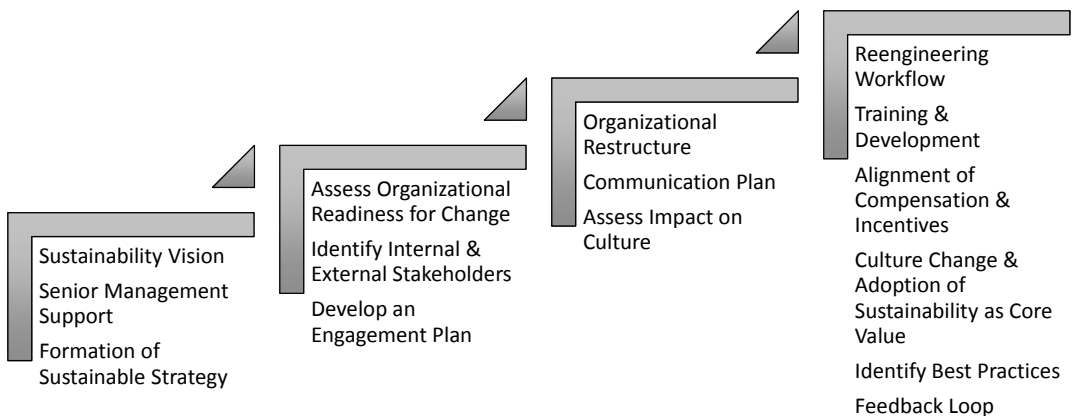 Sustainability Vision
Senior Management
Support
Formation of
Sustainable Strategy
Assess Organizational
Readiness for Change
Identify Internal &
External Stakeholders
Develop an
Engagement Plan
Organizational
Restructure
Communication Plan
Assess Impact on
Culture
Reengineering
Workflow
Training &
Development
Alignment of
Compensation &
Incentives
Culture Change &
Adoption of
Sustainability as Core
Value
Identify Best Practices
Feedback Loop